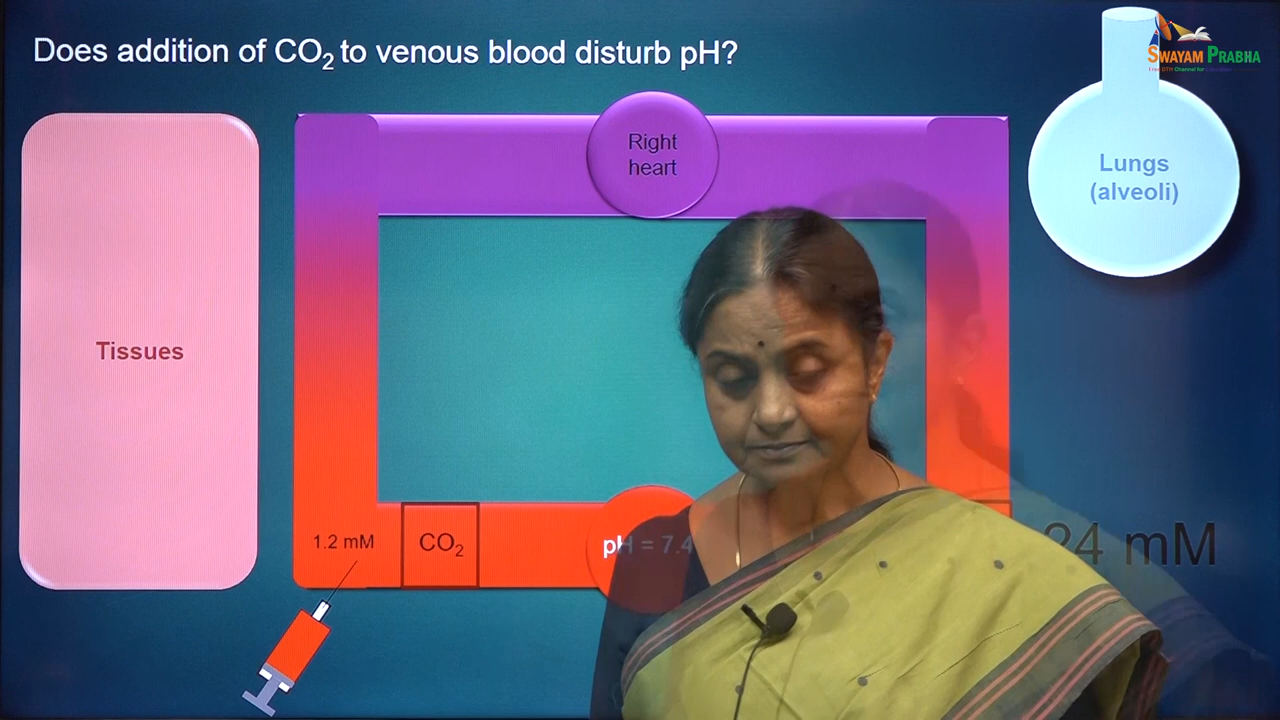 Does addition of CO₂ to venous blood disturb pH?
SWAYAM PRABHA
Right
heart
Lungs
(alveoli)
Tissues
1.2 mM
CO₂
pH = 7.4
24 mM